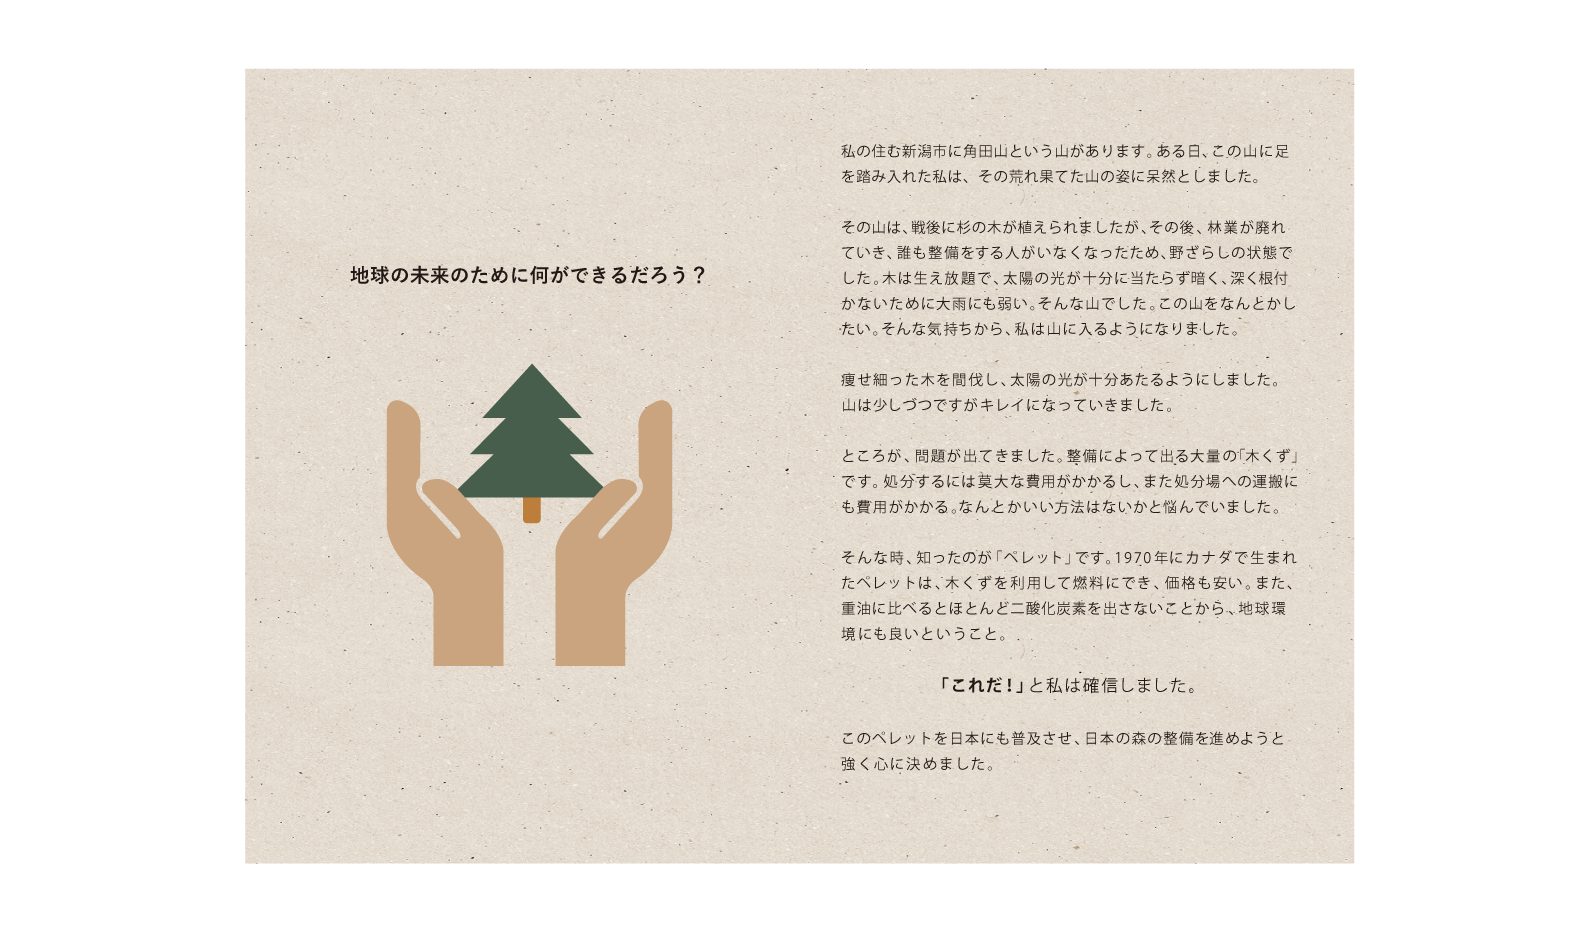 地球の未来のために何ができるだろう？
私の住む新潟市に角田山という山があります。ある日、この山に足
を踏み入れた私は、その荒れ果てた山の姿に呆然としました。
その山は、戦後に杉の木が植えられましたが、その後、林業が廃れ
ていき、誰も整備をする人がいなくなったため、野ざらしの状態で
した。木は生え放題で、太陽の光が十分に当たらず暗く、深く根付
かないために大雨にも弱い。そんな山でした。この山をなんとかし
たい。そんな気持ちから、私は山に入るようになりました。
痩せ細った木を間伐し、太陽の光が十分あたるようにしました。
山は少しづつですがキレイになっていきました。
ところが、問題が出てきました。整備によって出る大量の「木くず」
です。処分するには莫大な費用がかかるし、また処分場への運搬に
も費用がかかる。なんとかいい方法はないかと悩んでいました。
そんな時、知ったのが「ペレット」です。1970年にカナダで生まれ
たペレットは、木くずを利用して燃料にでき、価格も安い。また、
重油に比べるとほとんど二酸化炭素を出さないことから、地球環
境にも良いということ。
「これだ！」と私は確信しました。
このペレットを日本にも普及させ、日本の森の整備を進めようと
強く心に決めました。